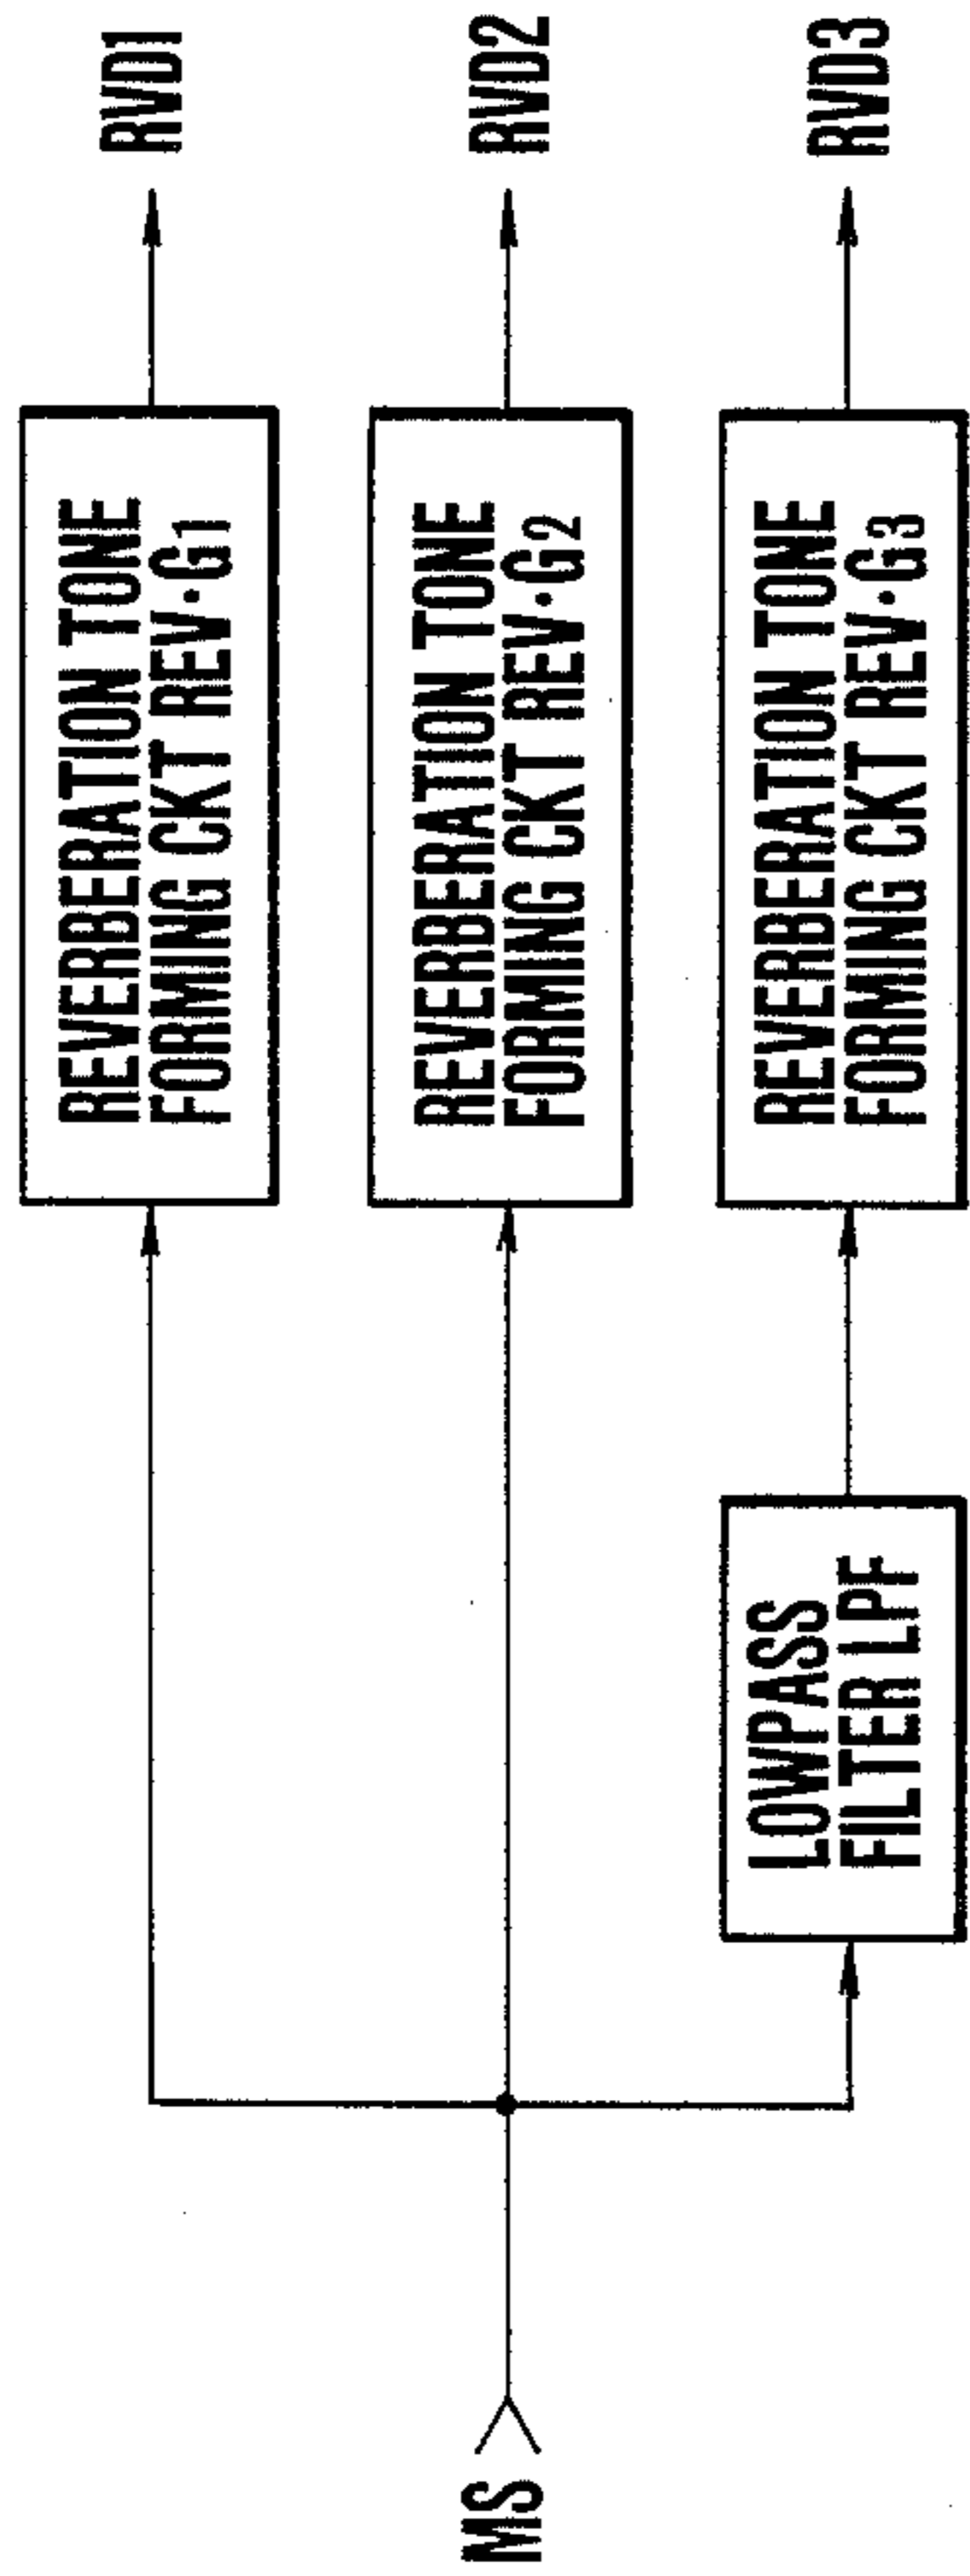 MS
REVERBERATION TONE
FORMING CKT REV·G1
RVD1
REVERBERATION TONE
FORMING CKT REV·G2
RVD2
LOWPASS
FILTER LPF
REVERBERATION TONE
FORMING CKT REV·G3
RVD3